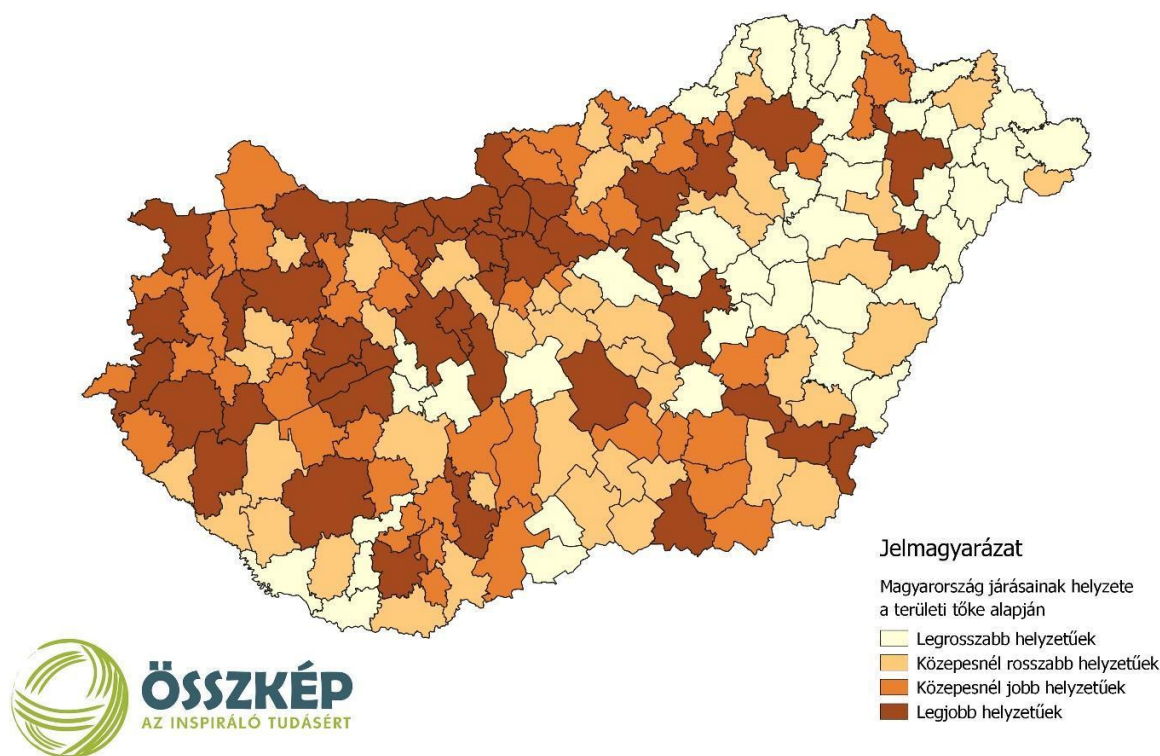 Jelmagyarázat
Magyarország járásainak helyzete
a területi tőke alapján
Legrosszabb helyzetűek
Közepesnél rosszabb helyzetűek
Közepesnél jobb helyzetűek
Legjobb helyzetűek
ÖSSZKÉP
AZ INSPIRÁLÓ TUDÁSÉRT